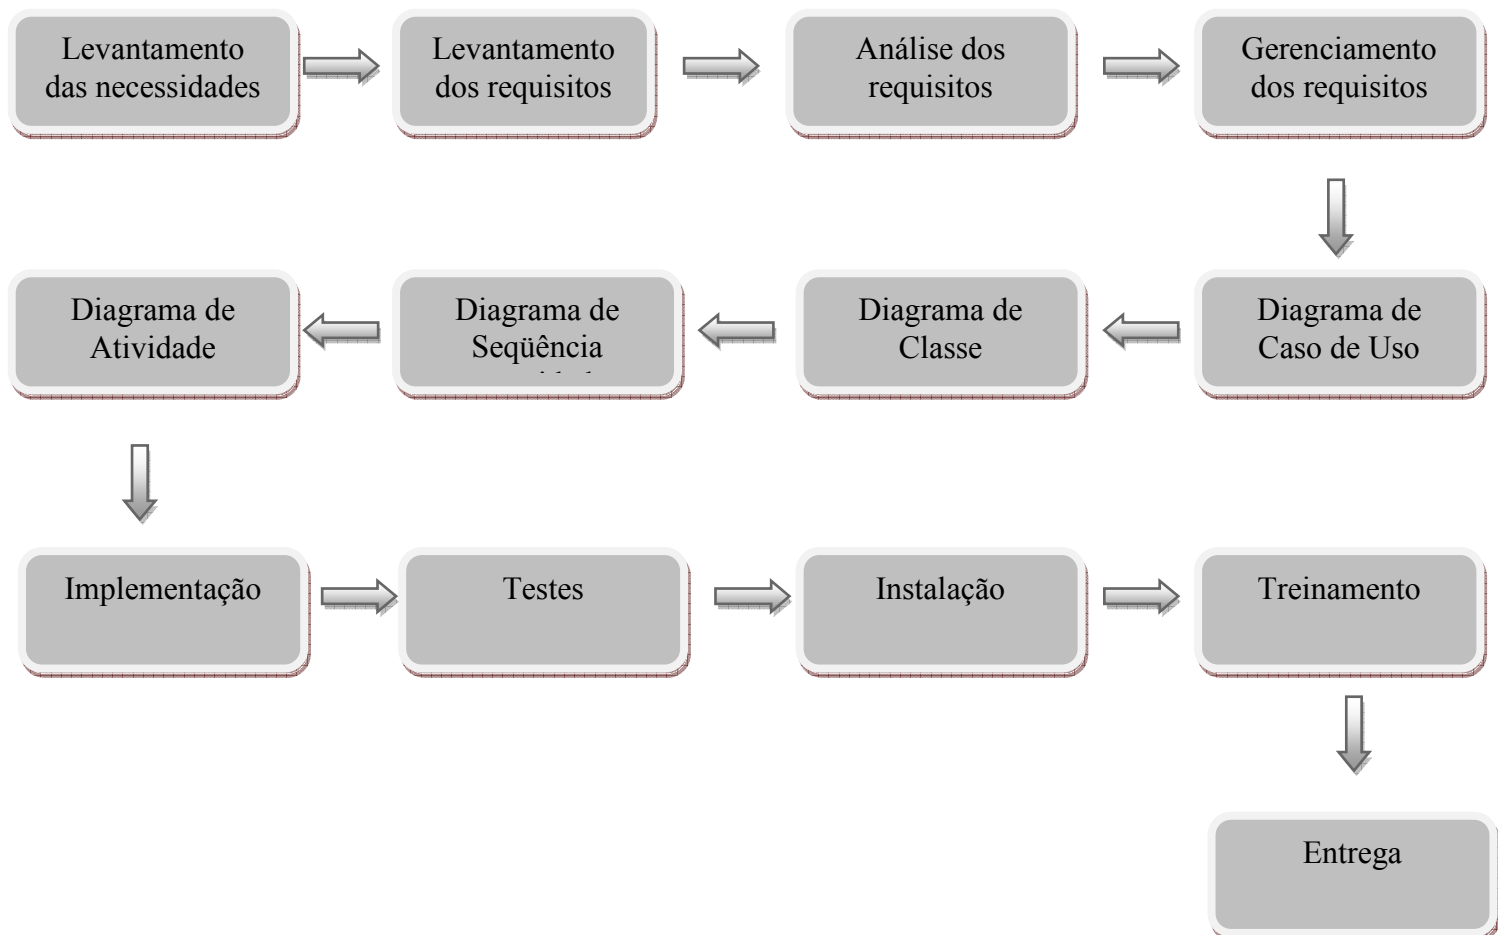 Levantamento
das necessidades
Levantamento
dos requisitos
Análise dos
requisitos
Gerenciamento
dos requisitos
Diagrama de
Caso de Uso
Diagrama de
Classe
Diagrama de
Seqüência
Diagrama de
Atividade
Implementação
Testes
Instalação
Treinamento
Entrega